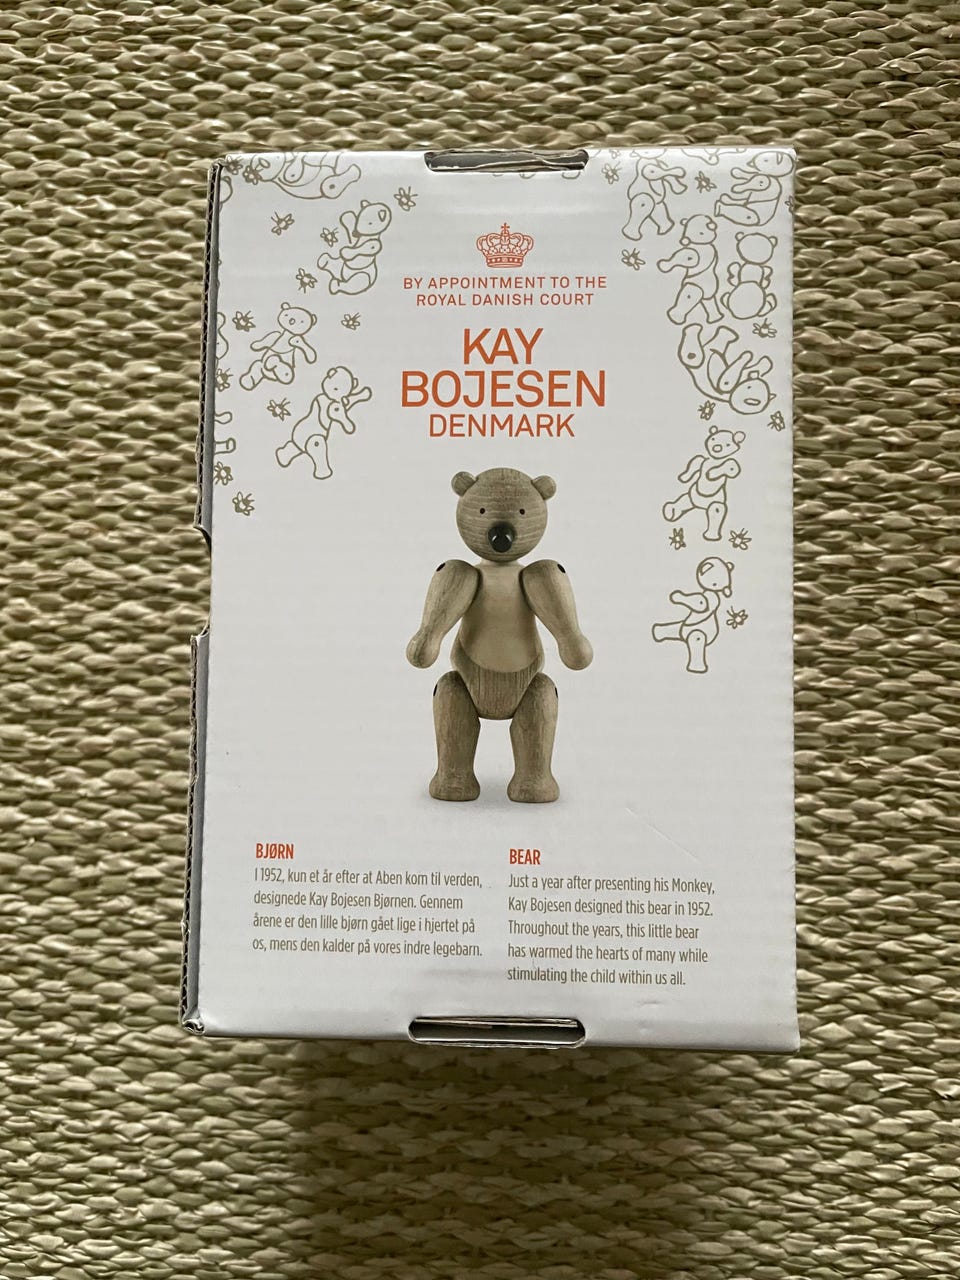 BY APPOINTMENT TO THE
ROYAL DANISH COURT
KAY
BOJESEN
DENMARK
BJØRN
I 1952, kun et år efter at Aben kom til verden,
designede Kay Bojesen Bjørnen. Gennem
årene er den lille bjørn gået lige i hjertet på
os, mens den kalder på vores indre legebarn.
BEAR
Just a year after presenting his Monkey,
Kay Bojesen designed this bear in 1952.
Throughout the years, this little bear
has warmed the hearts of many while
stimulating the child within us all.